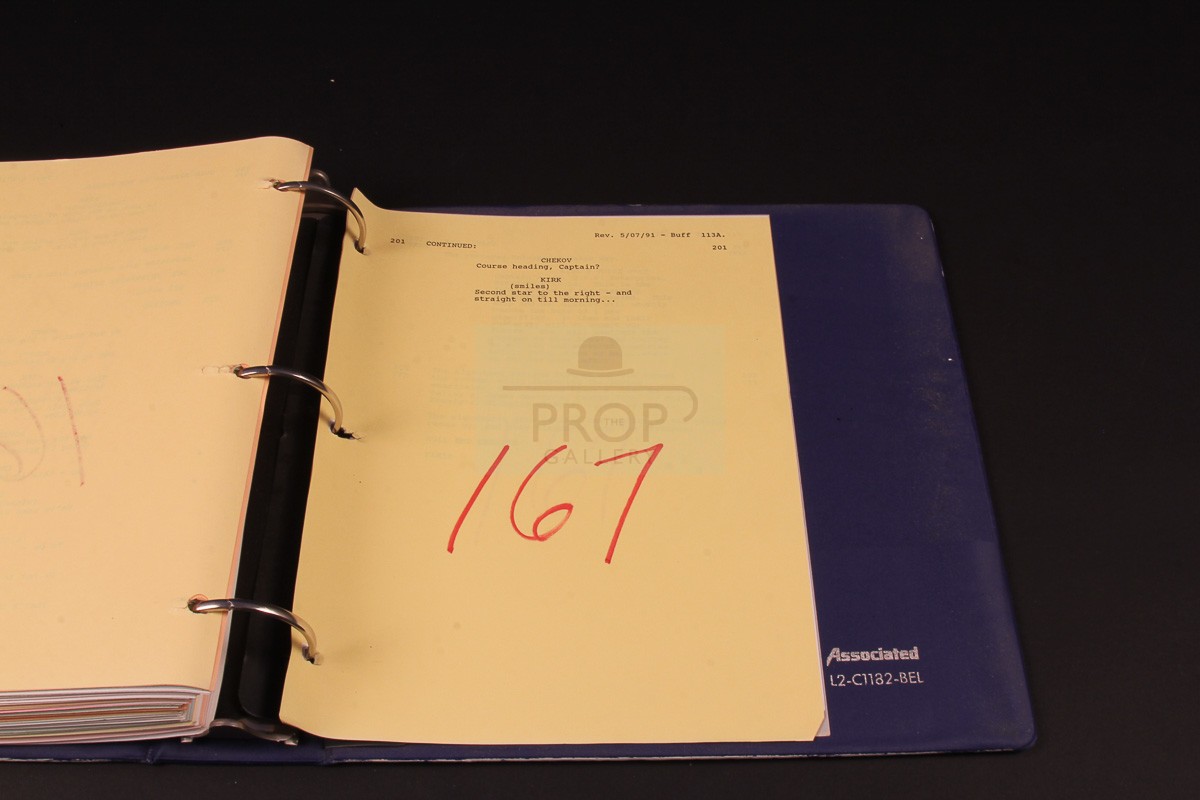 Rev. 5/07/91 - Buff 113A.
201 CONTINUED: 201
CHEKOV
Course heading, Captain?
KIRK
(smiles)
Second star to the right - and
straight on till morning...
THE PROP
GALLERY
167
Associated
L2-C1182-BEL